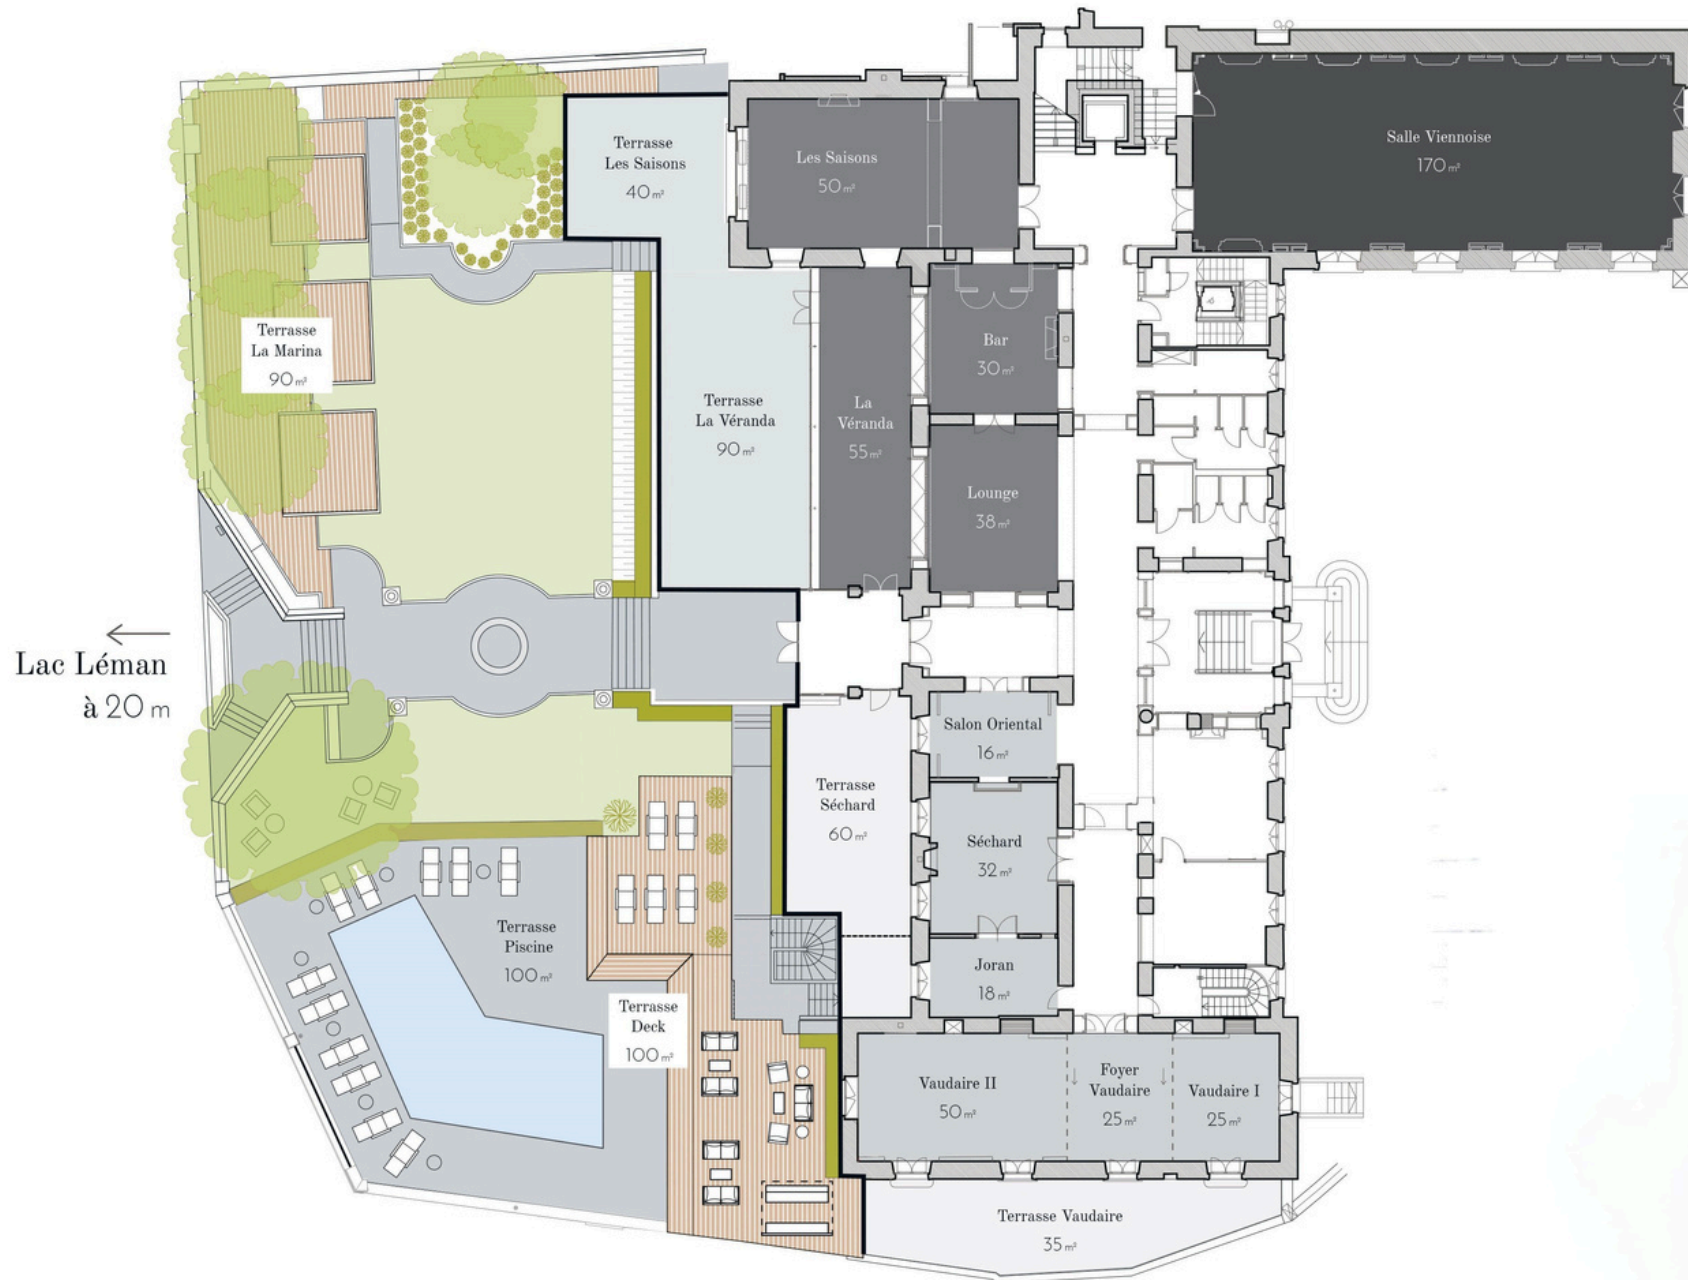 Salle Viennoise
170 m²
Terrasse
Les Saisons
40 m²
Les Saisons
50 m²
Terrasse
La Marina
90 m²
Terrasse
La Véranda
90 m²
La
Véranda
55 m²
Bar
30 m²
Lounge
38 m²
Lac Léman
à 20 m
Salon Oriental
16 m²
Terrasse
Séchard
60 m²
Séchard
32 m²
Terrasse
Piscine
100 m²
Joran
18 m²
Terrasse
Deck
100 m²
Vaudaire II
50 m²
Foyer
Vaudaire
25 m²
Vaudaire I
25 m²
Terrasse Vaudaire
35 m²